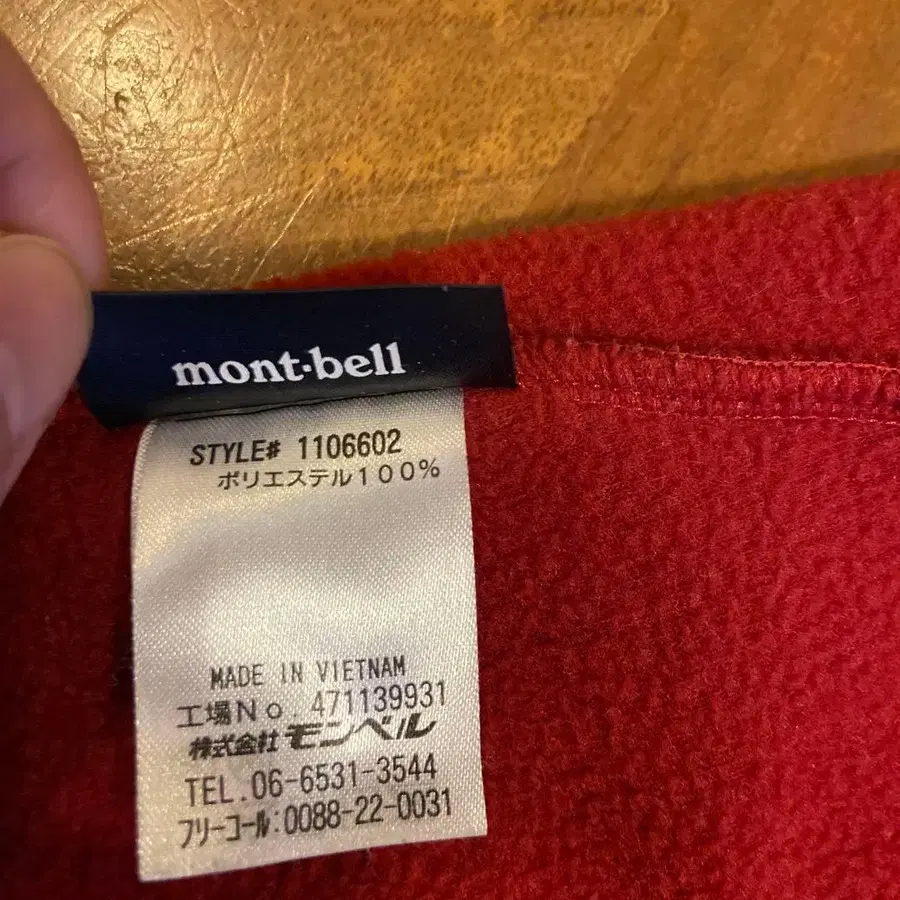 mont·bell
STYLE# 1106602
ポリエステル100%
MADE IN VIETNAM
工場No. 471139931
株式会社モンベル
TEL.06-6531-3544
フリーコール:0088-22-0031